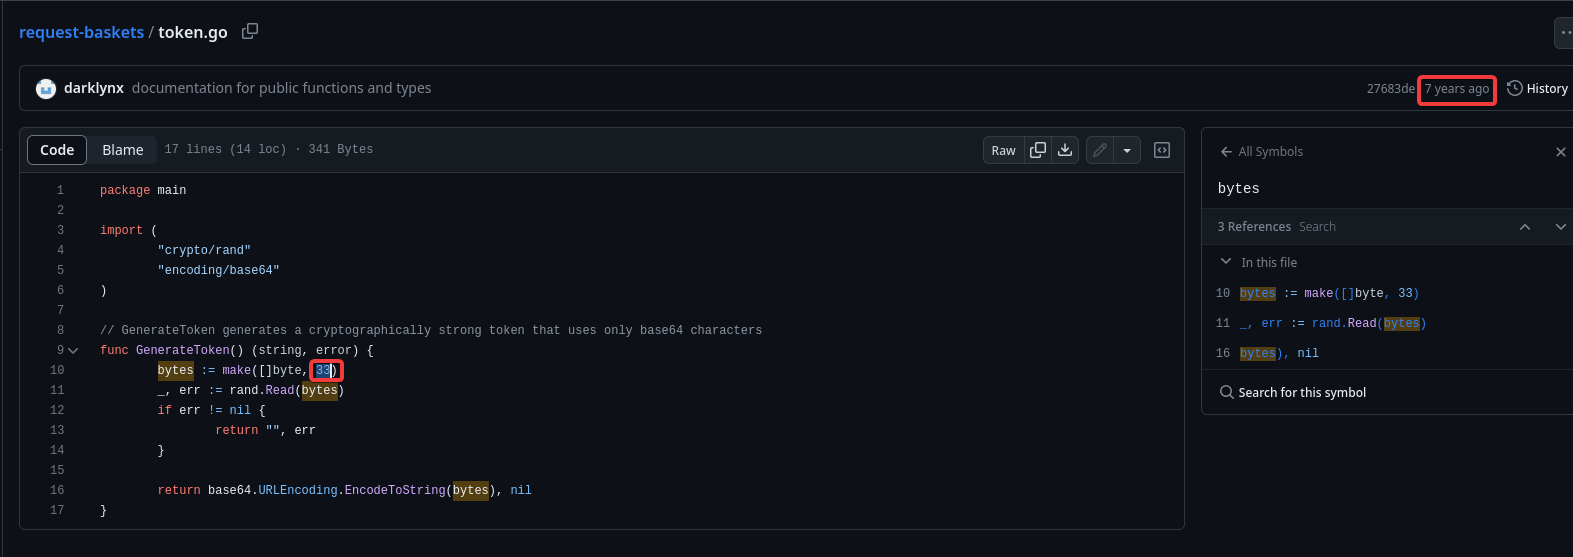 request-baskets / token.go
darklynx documentation for public functions and types
27683de 7 years ago History
Code Blame 17 lines (14 loc) · 341 Bytes
Raw
1 package main
2
3 import (
4 "crypto/rand"
5 "encoding/base64"
6 )
7
8 // GenerateToken generates a cryptographically strong token that uses only base64 characters
9 func GenerateToken() (string, error) {
10 bytes := make([]byte, 33)
11 _, err := rand.Read(bytes)
12 if err != nil {
13 return "", err
14 }
15
16 return base64.URLEncoding.EncodeToString(bytes), nil
17 }
All Symbols
bytes
3 References Search
In this file
10 bytes := make([]byte, 33)
11 _, err := rand.Read(bytes)
16 bytes), nil
Search for this symbol